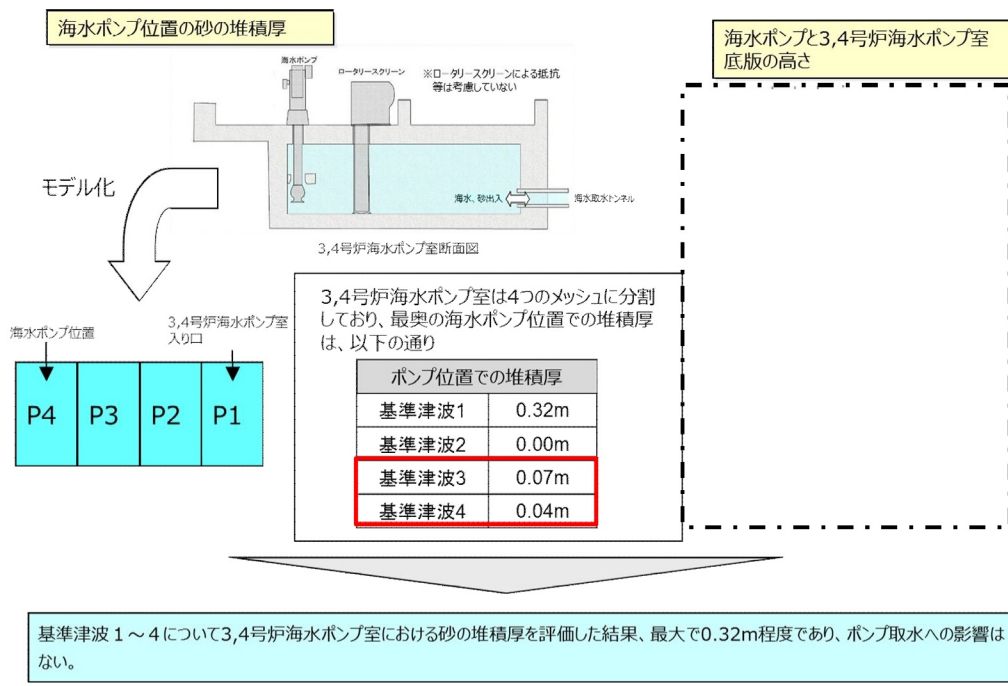 海水ポンプ位置の砂の堆積厚
海水ポンプと3,4号炉海水ポンプ室
底版の高さ
海水ポンプ
ロータリースクリーン
※ロータリースクリーンによる抵抗
等は考慮していない
モデル化
海水、砂出入
海水取水トンネル
3,4号炉海水ポンプ室断面図
3,4号炉海水ポンプ室は4つのメッシュに分割
しており、最奥の海水ポンプ位置での堆積厚
は、以下の通り
海水ポンプ位置
3,4号炉海水ポンプ室
入り口
P4 P3 P2 P1
ポンプ位置での堆積厚
基準津波1 0.32m
基準津波2 0.00m
基準津波3 0.07m
基準津波4 0.04m
基準津波１～４について3,4号炉海水ポンプ室における砂の堆積厚を評価した結果、最大で0.32m程度であり、ポンプ取水への影響は
ない。